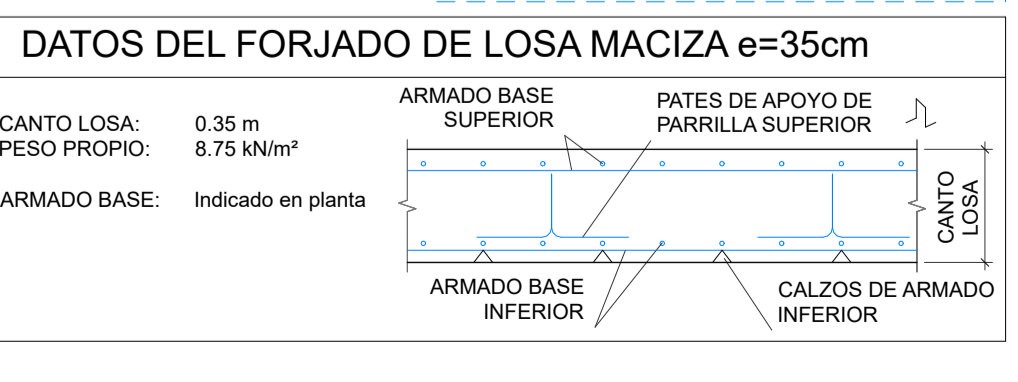 DATOS DEL FORJADO DE LOSA MACIZA e=35cm
CANTO LOSA: 0.35 m
PESO PROPIO: 8.75 kN/m²
ARMADO BASE: Indicado en planta
ARMADO BASE
SUPERIOR
PATES DE APOYO DE
PARRILLA SUPERIOR
CANTO
LOSA
ARMADO BASE
INFERIOR
CALZOS DE ARMADO
INFERIOR